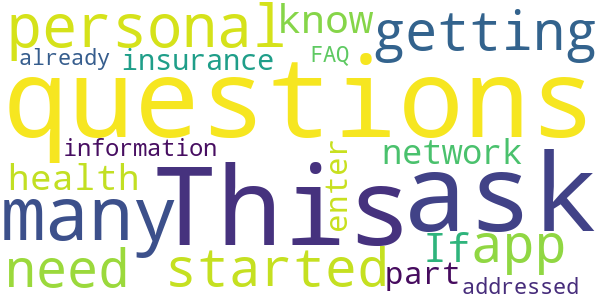 personal know getting
already insurance FAQ
questions
information enter network
health This ask
many If app
need started part addressed